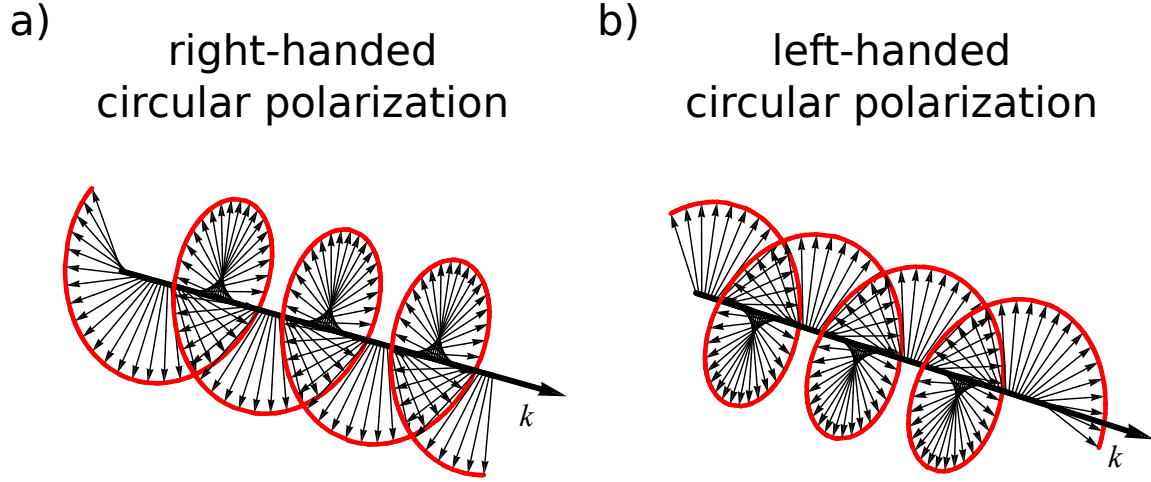 a)
right-handed
circular polarization
k
b)
left-handed
circular polarization
k